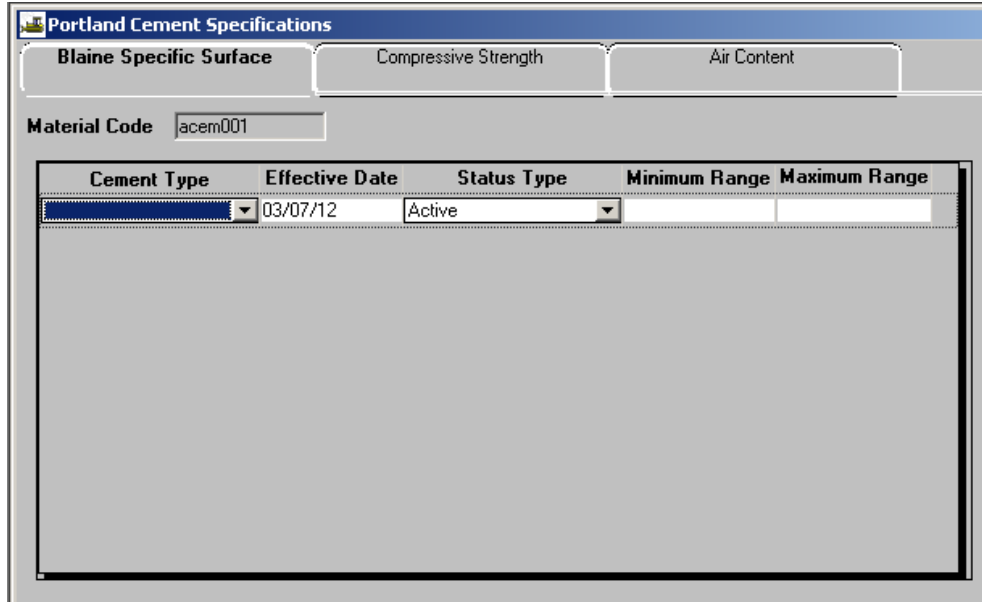 Portland Cement Specifications
Blaine Specific Surface Compressive Strength Air Content
Material Code acem001
Cement Type Effective Date Status Type Minimum Range Maximum Range
03/07/12 Active